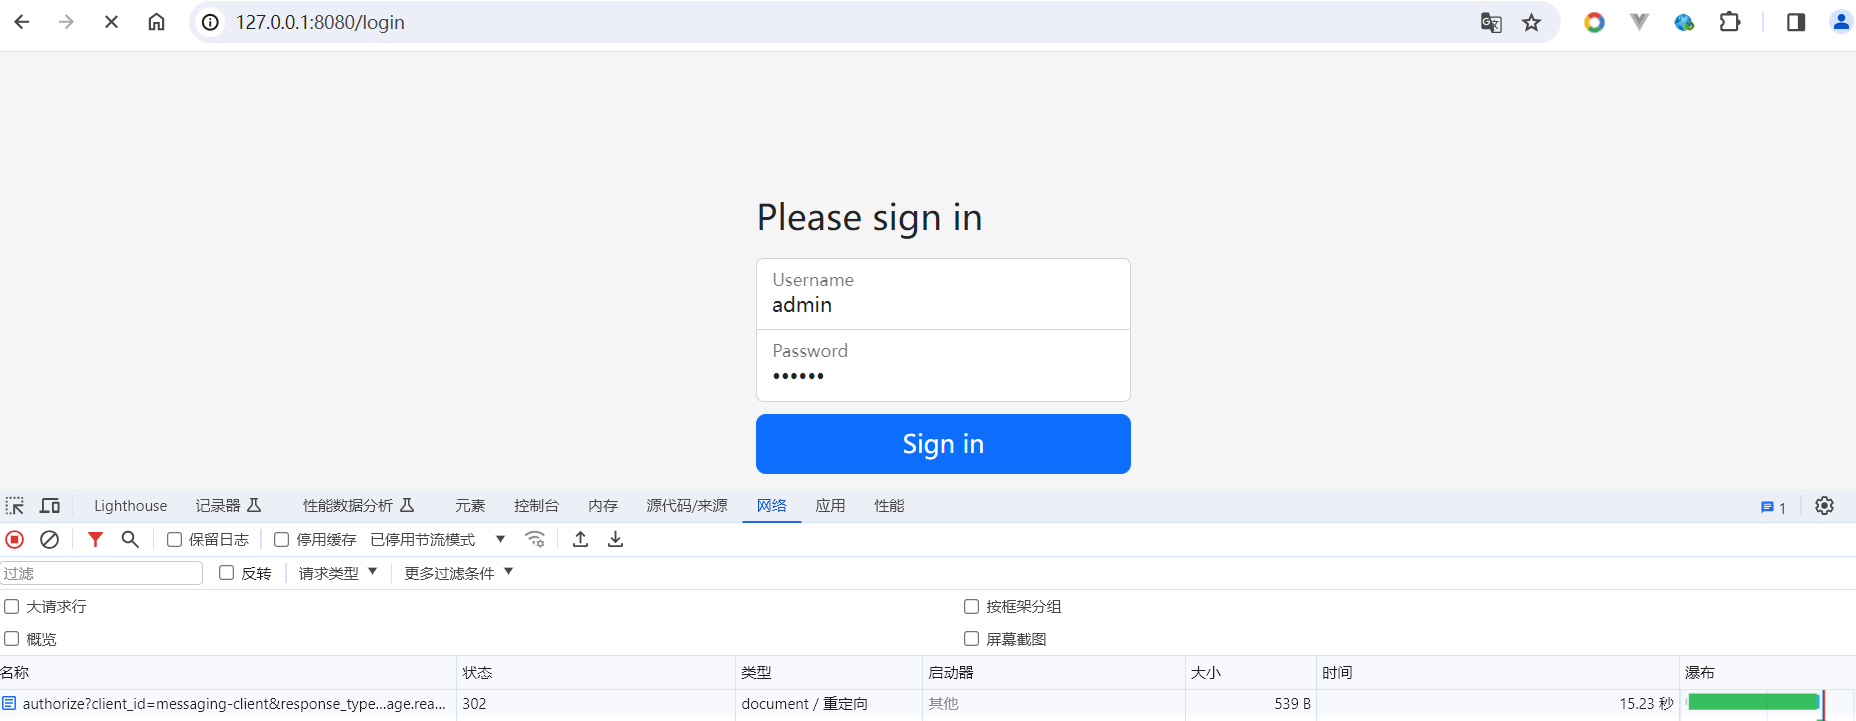 127.0.0.1:8080/login
Please sign in
Username
admin
Password
••••••
Sign in
Lighthouse 记录器 性能数据分析 元素 控制台 内存 源代码/来源 网络 应用 性能 1
保留日志 停用缓存 已停用节流模式
过滤 反转 请求类型 更多过滤条件
大请求行 按框架分组
概览 屏幕截图
名称 状态 类型 启动器 大小 时间 瀑布
authorize?client_id=messaging-client&response_type...age.rea... 302 document / 重定向 其他 539 B 15.23 秒